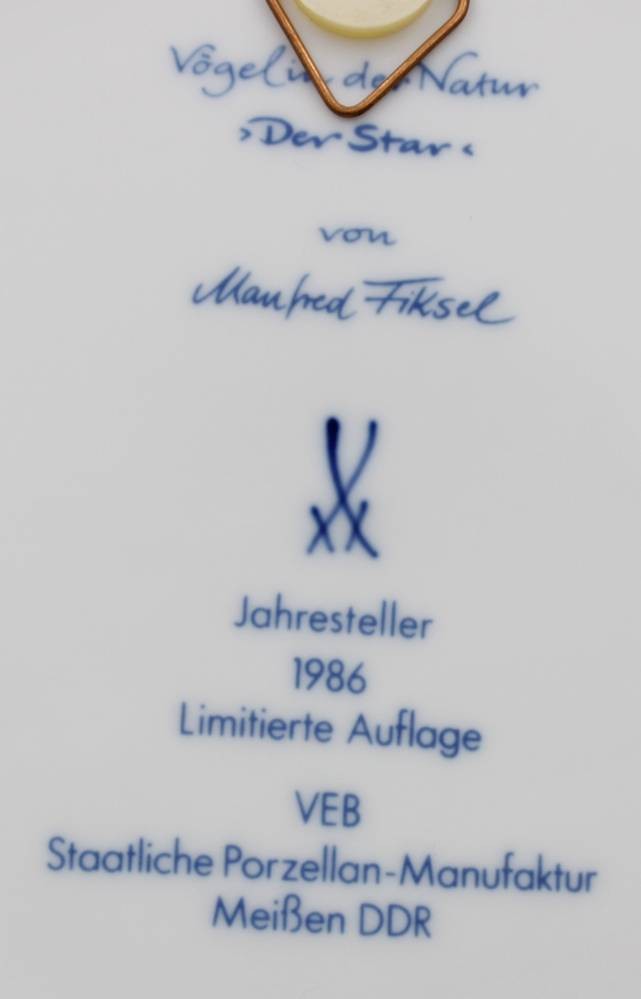 Vögel in der Natur
>Der Star<
von
Manfred Fiksel
Jahresteller
1986
Limitierte Auflage
VEB
Staatliche Porzellan-Manufaktur
Meißen DDR